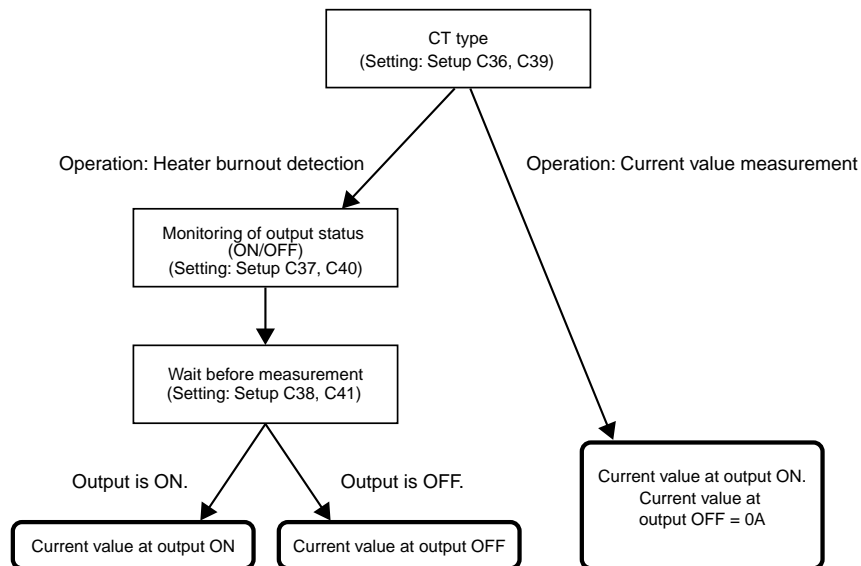 CT type
(Setting: Setup C36, C39)
Operation: Heater burnout detection
Operation: Current value measurement
Monitoring of output status
(ON/OFF)
(Setting: Setup C37, C40)
Wait before measurement
(Setting: Setup C38, C41)
Output is ON.
Output is OFF.
Current value at output ON
Current value at output OFF
Current value at output ON.
Current value at
output OFF = 0A